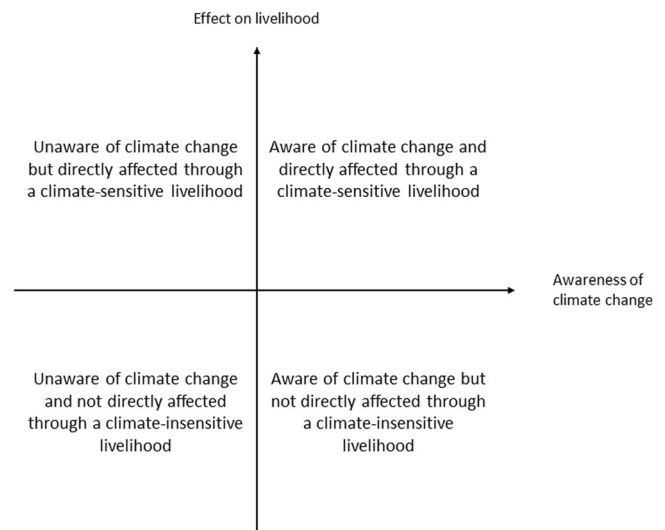 Effect on livelihood
Unaware of climate change
but directly affected through
a climate-sensitive livelihood
Aware of climate change and
directly affected through a
climate-sensitive livelihood
Awareness of
climate change
Unaware of climate change
and not directly affected
through a climate-insensitive
livelihood
Aware of climate change but
not directly affected through
a climate-insensitive
livelihood